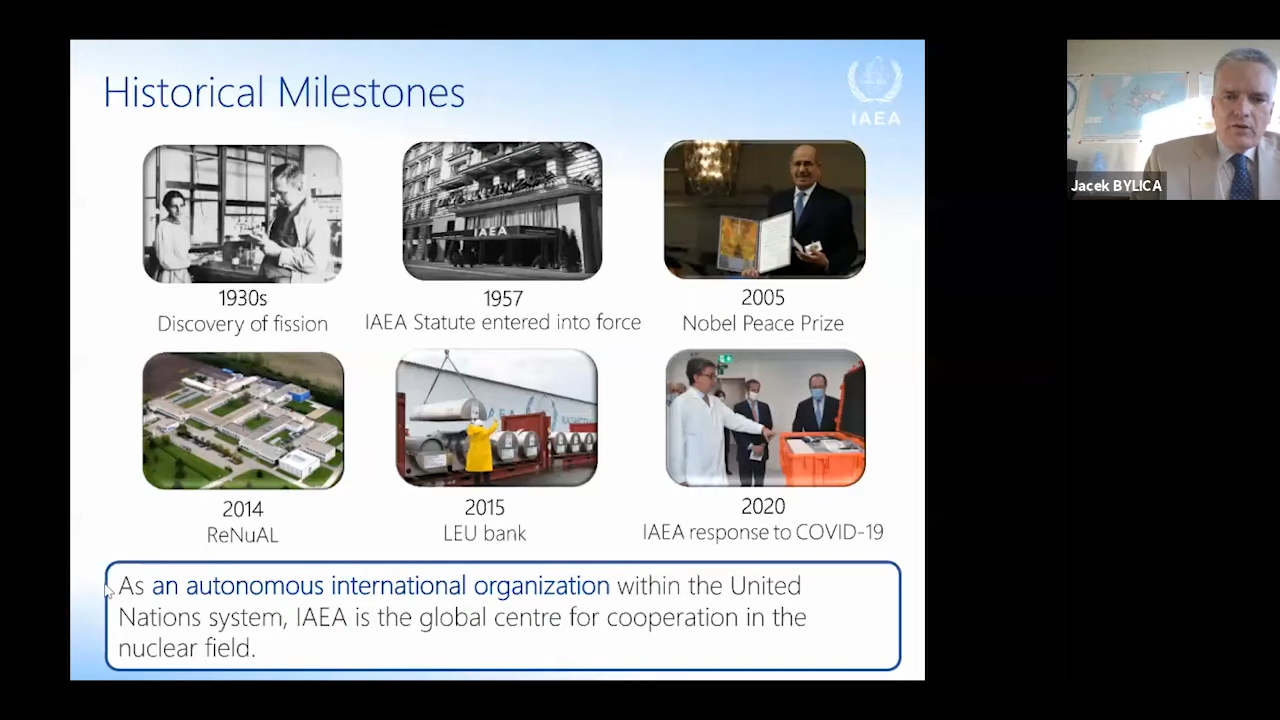 Historical Milestones
IAEA
IAEA
1930s
Discovery of fission
1957
IAEA Statute entered into force
2005
Nobel Peace Prize
2014
ReNuAL
2015
LEU bank
2020
IAEA response to COVID-19
As an autonomous international organization within the United
Nations system, IAEA is the global centre for cooperation in the
nuclear field.
Jacek BYLICA